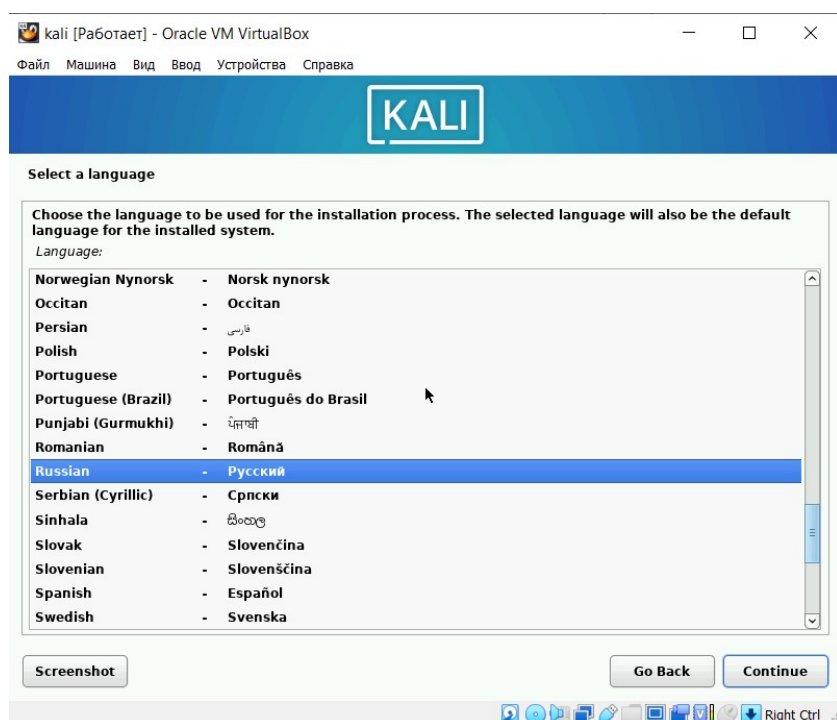 kali [Работает] - Oracle VM VirtualBox
Файл Машина Вид Ввод Устройства Справка
KALI
Select a language
Choose the language to be used for the installation process. The selected language will also be the default
language for the installed system.
Language:
Norwegian Nynorsk - Norsk nynorsk
Occitan - Occitan
Persian - فارسی
Polish - Polski
Portuguese - Português
Portuguese (Brazil) - Português do Brasil
Punjabi (Gurmukhi) - ਪੰਜਾਬੀ
Romanian - Română
Russian - Русский
Serbian (Cyrillic) - Српски
Sinhala - සිංහල
Slovak - Slovenčina
Slovenian - Slovenščina
Spanish - Español
Swedish - Svenska
Screenshot Go Back Continue
Right Ctrl